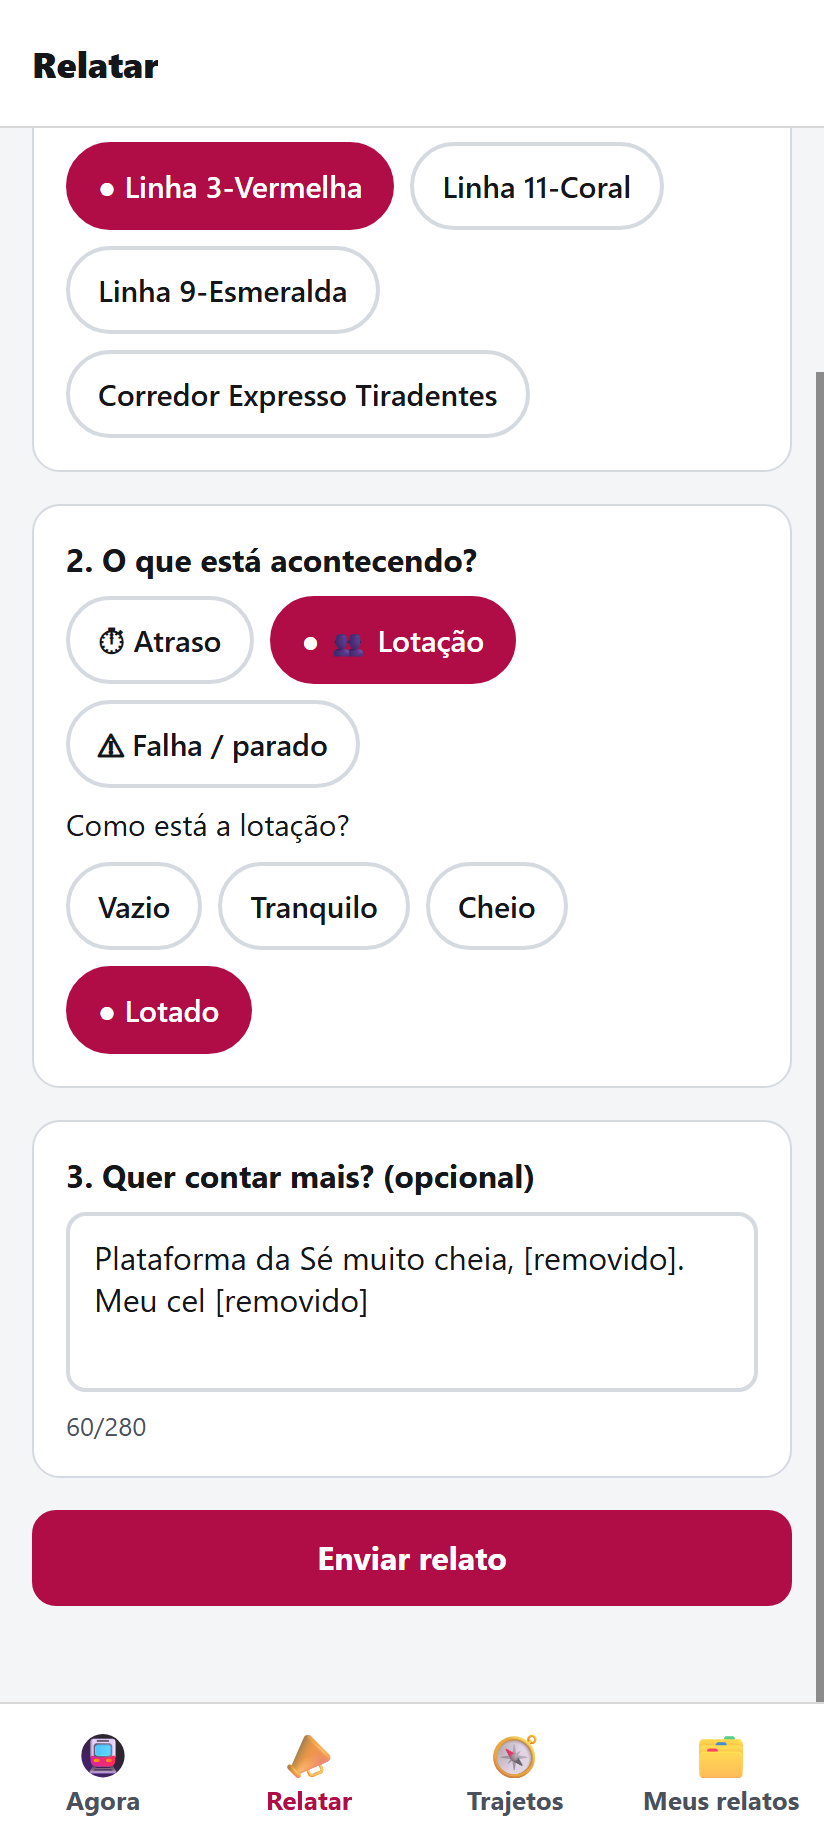 Relatar
● Linha 3-Vermelha
Linha 11-Coral
Linha 9-Esmeralda
Corredor Expresso Tiradentes
2. O que está acontecendo?
⏱ Atraso
● 👥 Lotação
⚠ Falha / parado
Como está a lotação?
Vazio
Tranquilo
Cheio
● Lotado
3. Quer contar mais? (opcional)
Plataforma da Sé muito cheia, [removido].
Meu cel [removido]
60/280
Enviar relato
Agora
Relatar
Trajetos
Meus relatos